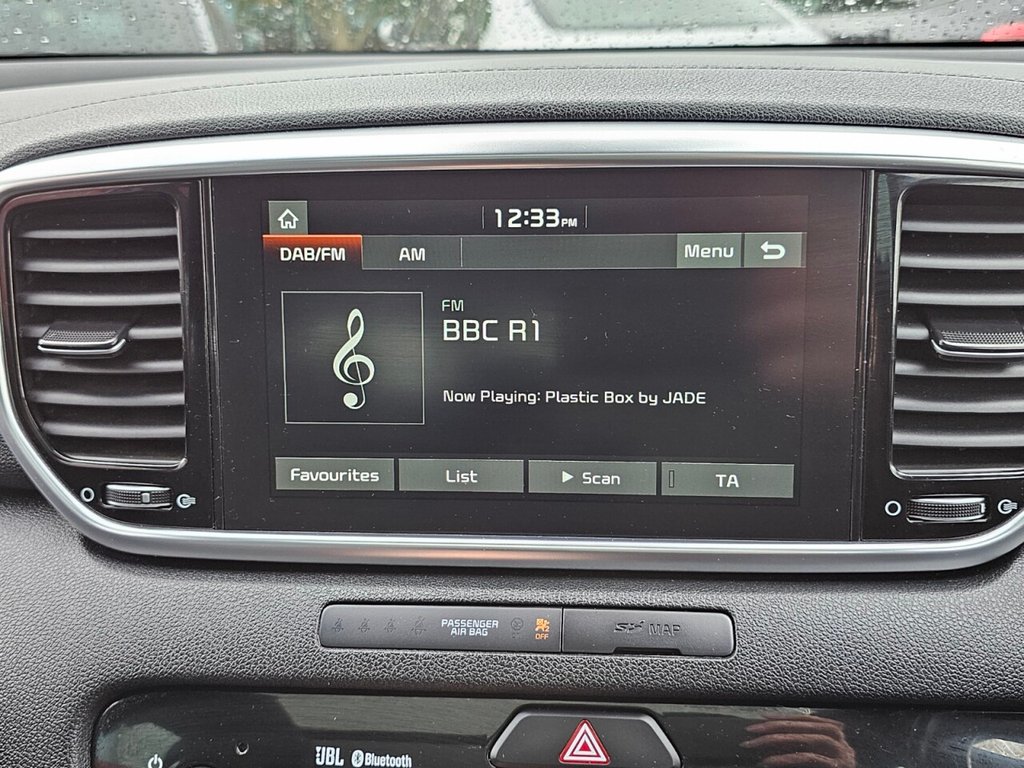 12:33PM
DAB/FM AM Menu
FM
BBC R1
Now Playing: Plastic Box by JADE
Favourites List Scan TA
PASSENGER
AIR BAG
OFF
SD MAP
JBL Bluetooth